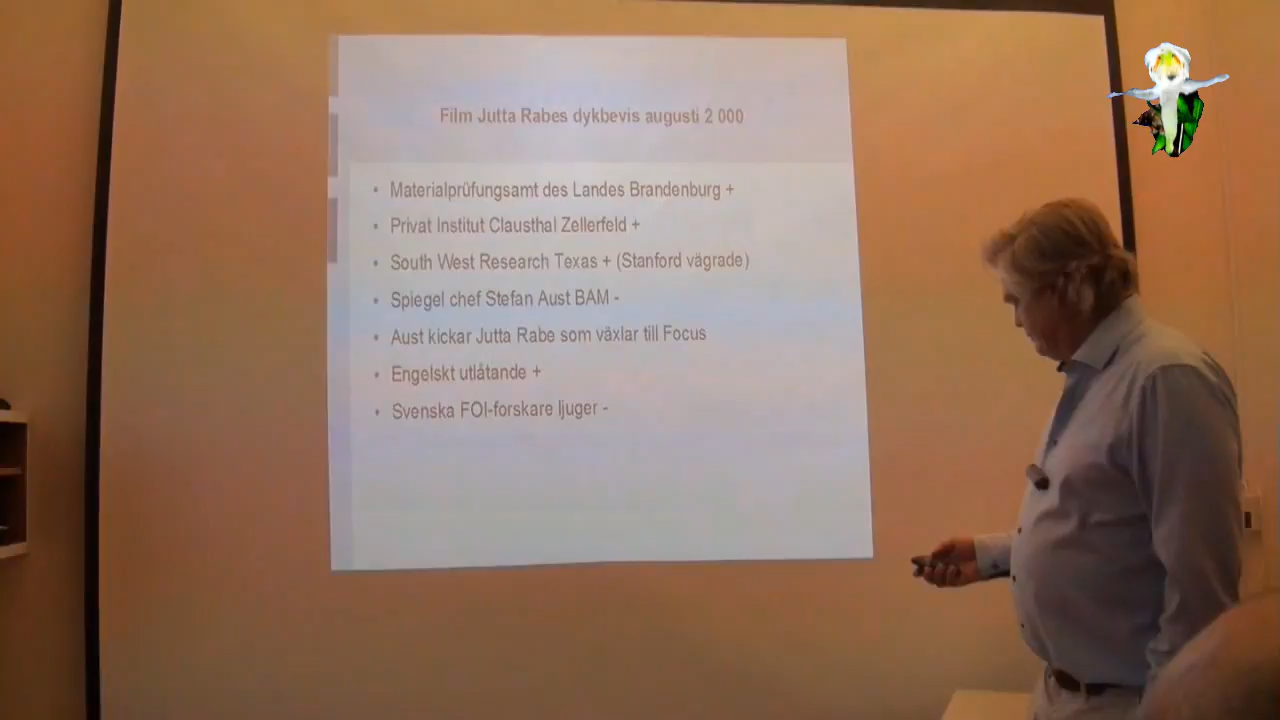 Film Jutta Rabes dykbevis augusti 2 000
• Materialprüfungsamt des Landes Brandenburg +
• Privat Institut Clausthal Zellerfeld +
• South West Research Texas + (Stanford vägrade)
• Spiegel chef Stefan Aust BAM -
• Aust kickar Jutta Rabe som växlar till Focus
• Engelskt utlåtande +
• Svenska FOI-forskare ljuger -